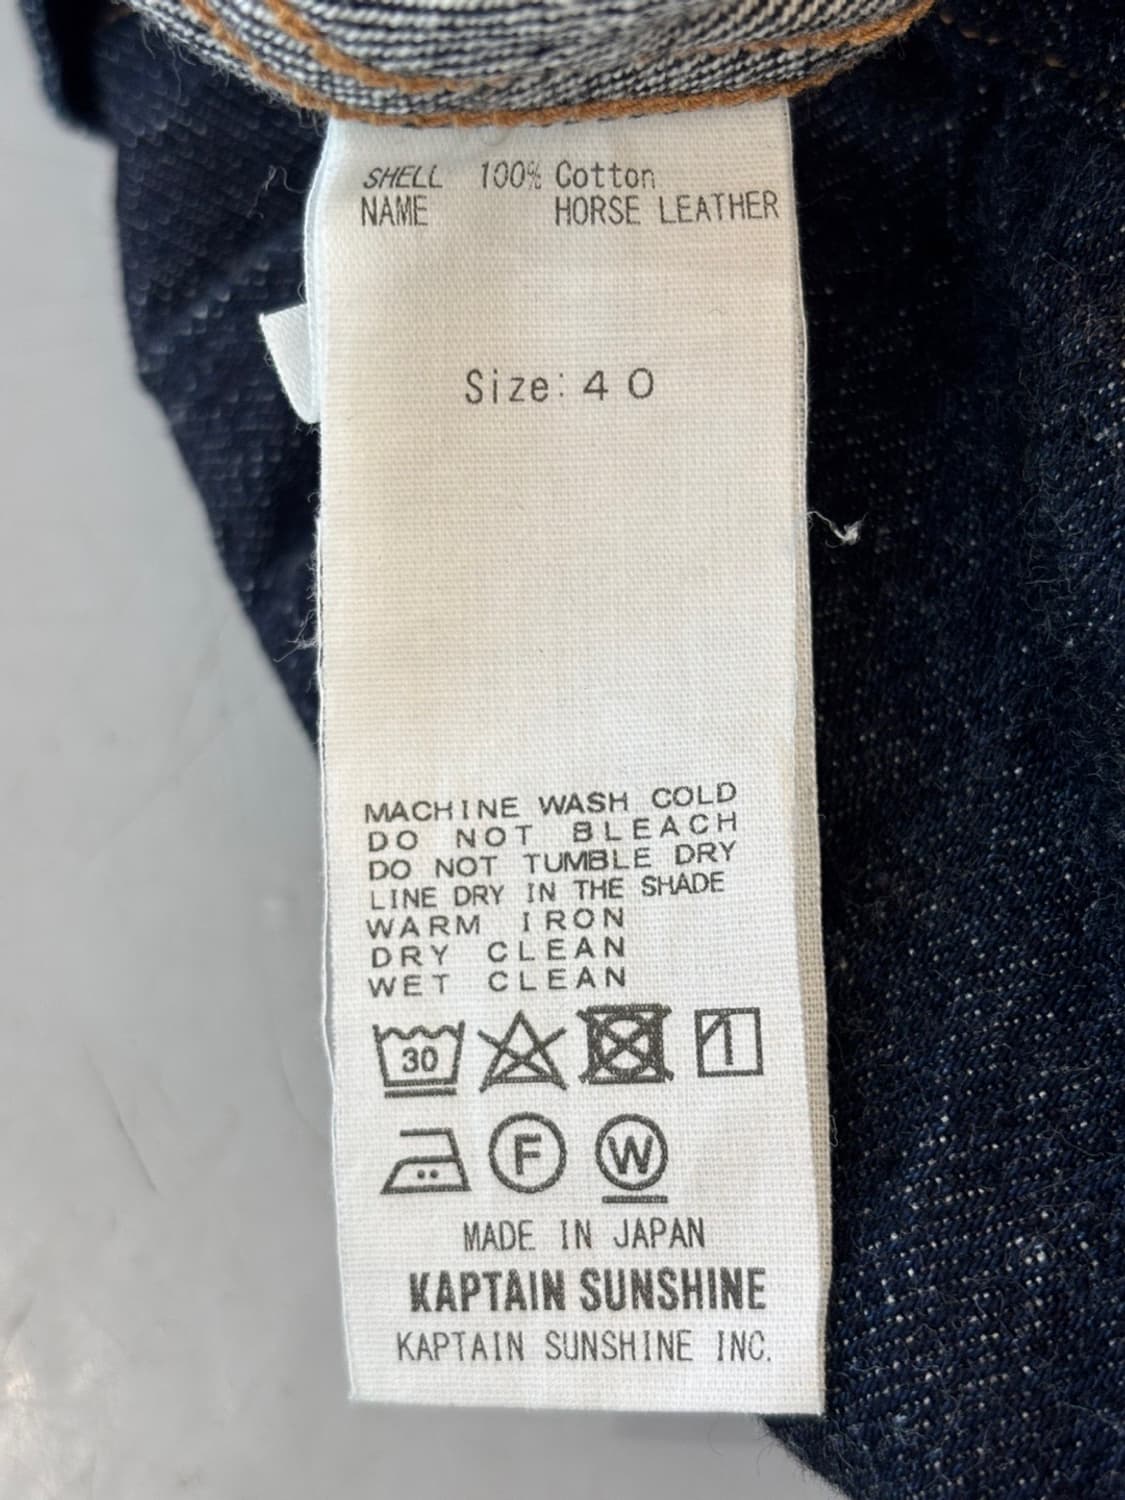 SHELL 100% Cotton
NAME HORSE LEATHER
Size: 40
MACHINE WASH COLD
DO NOT BLEACH
DO NOT TUMBLE DRY
LINE DRY IN THE SHADE
WARM IRON
DRY CLEAN
WET CLEAN
30
F W
MADE IN JAPAN
KAPTAIN SUNSHINE
KAPTAIN SUNSHINE INC.